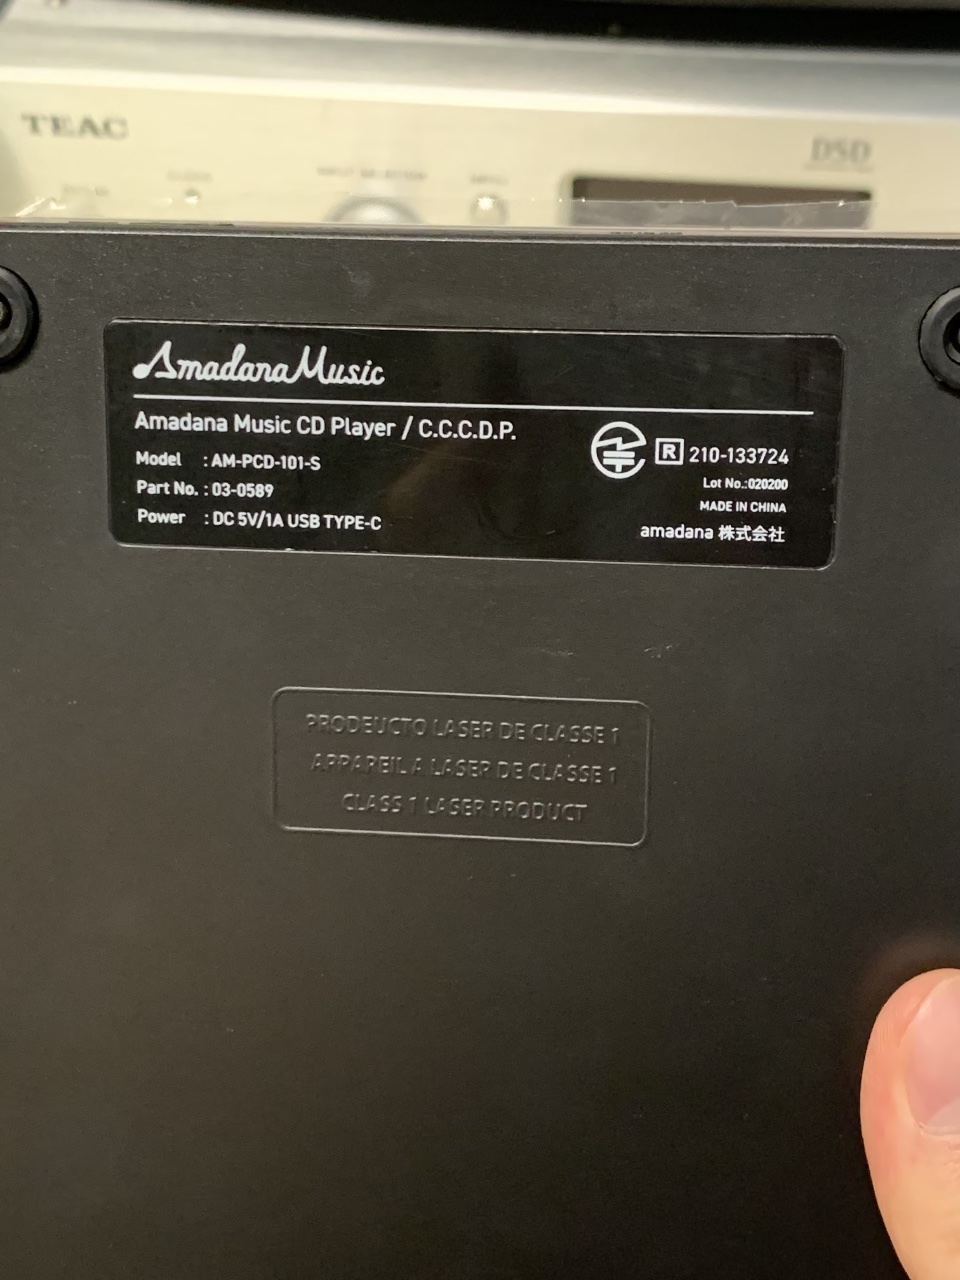 TEAC
DSD
Amadana Music
Amadana Music CD Player / C.C.C.D.P.
Model : AM-PCD-101-S
Part No. : 03-0589
Power : DC 5V/1A USB TYPE-C
R 210-133724
Lot No.:020200
MADE IN CHINA
amadana 株式会社
PRODEUCTO LASER DE CLASSE 1
APPAREIL A LASER DE CLASSE 1
CLASS 1 LASER PRODUCT